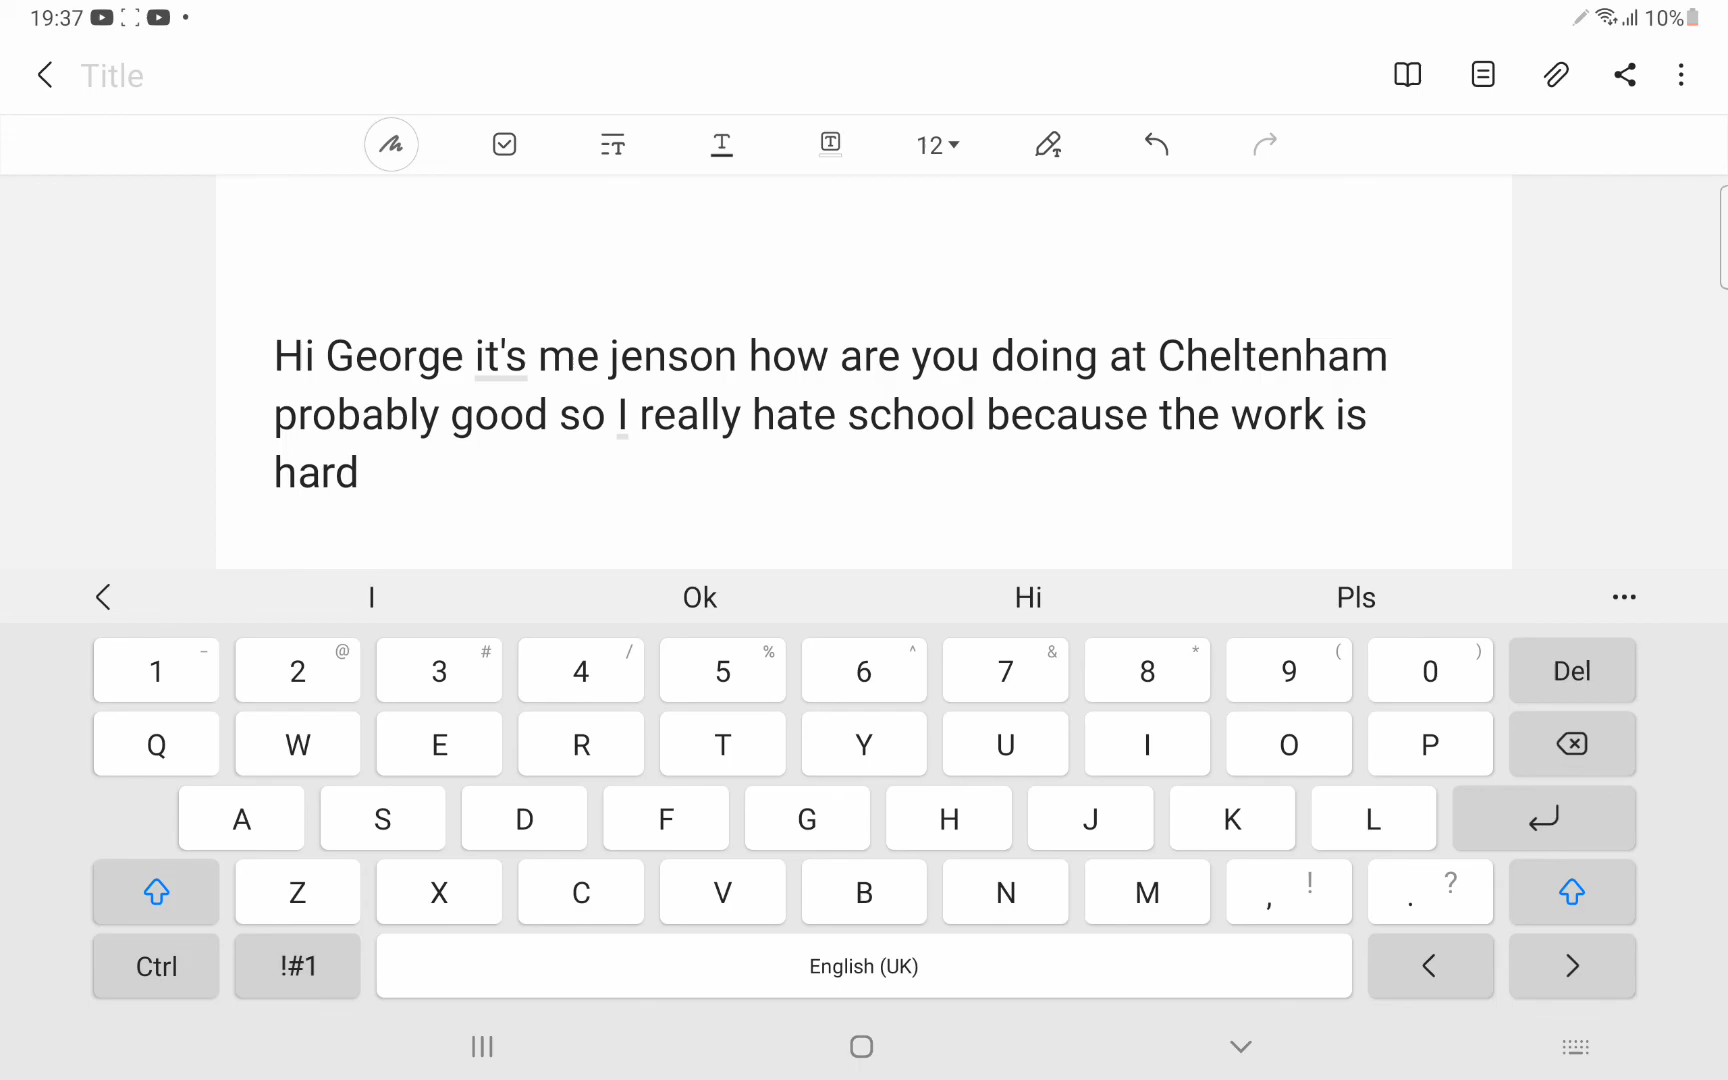 19:37 10%
Title
12
Hi George it's me jenson how are you doing at Cheltenham
probably good so I really hate school because the work is
hard
I Ok Hi Pls
1 - 2 @ 3 # 4 / 5 % 6 ^ 7 & 8 * 9 ( 0 ) Del
Q W E R T Y U I O P
A S D F G H J K L
Z X C V B N M , ! . ?
Ctrl !#1 English (UK) < >